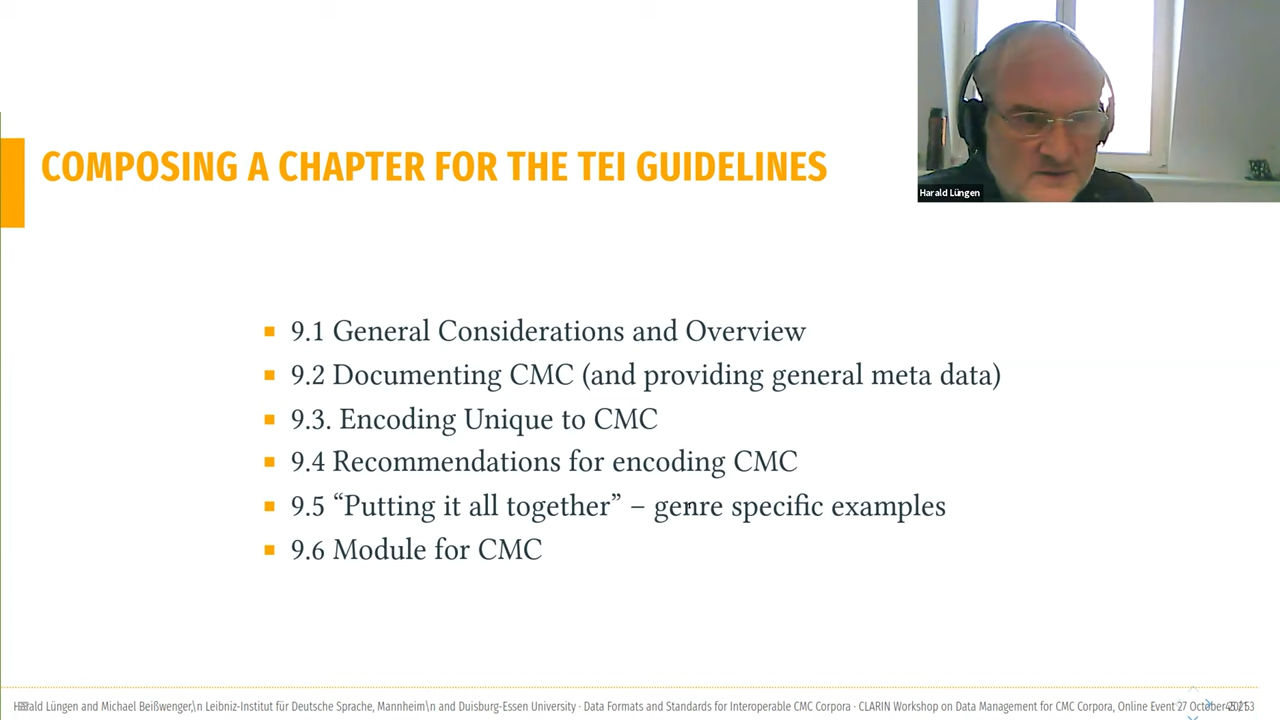 COMPOSING A CHAPTER FOR THE TEI GUIDELINES
Harald Lüngen
9.1 General Considerations and Overview
9.2 Documenting CMC (and providing general meta data)
9.3. Encoding Unique to CMC
9.4 Recommendations for encoding CMC
9.5 “Putting it all together” – genre specific examples
9.6 Module for CMC
Harald Lüngen and Michael Beißwenger,\n Leibniz-Institut für Deutsche Sprache, Mannheim\n and Duisburg-Essen University · Data Formats and Standards for Interoperable CMC Corpora · CLARIN Workshop on Data Management for CMC Corpora, Online Event 27 October